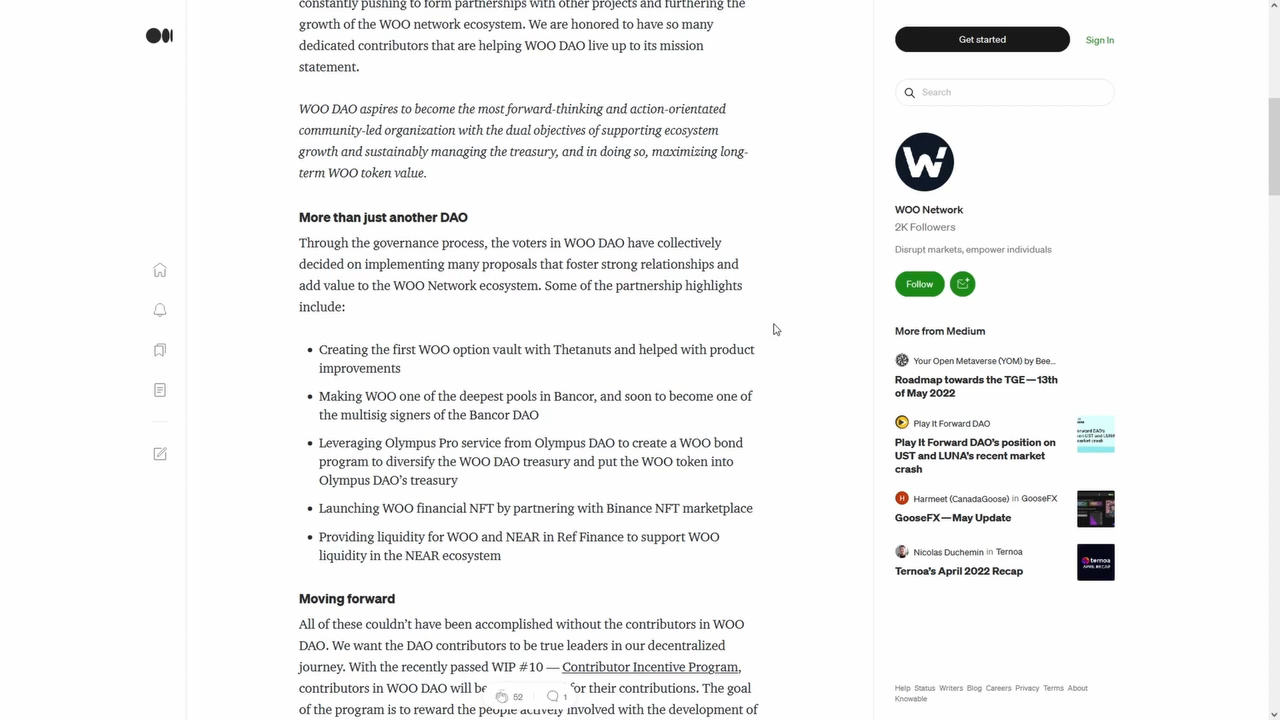 constantly pushing to form partnerships with other projects and furthering the
growth of the WOO network ecosystem. We are honored to have so many
dedicated contributors that are helping WOO DAO live up to its mission
statement.
WOO DAO aspires to become the most forward-thinking and action-orientated
community-led organization with the dual objectives of supporting ecosystem
growth and sustainably managing the treasury, and in doing so, maximizing long-
term WOO token value.
More than just another DAO
Through the governance process, the voters in WOO DAO have collectively
decided on implementing many proposals that foster strong relationships and
add value to the WOO Network ecosystem. Some of the partnership highlights
include:
• Creating the first WOO option vault with Thetanuts and helped with product
improvements
• Making WOO one of the deepest pools in Bancor, and soon to become one of
the multisig signers of the Bancor DAO
• Leveraging Olympus Pro service from Olympus DAO to create a WOO bond
program to diversify the WOO DAO treasury and put the WOO token into
Olympus DAO's treasury
• Launching WOO financial NFT by partnering with Binance NFT marketplace
• Providing liquidity for WOO and NEAR in Ref Finance to support WOO
liquidity in the NEAR ecosystem
Moving forward
All of these couldn't have been accomplished without the contributors in WOO
DAO. We want the DAO contributors to be true leaders in our decentralized
journey. With the recently passed WIP #10 — Contributor Incentive Program,
contributors in WOO DAO will be for their contributions. The goal
of the program is to reward the people actively involved with the development of
52
1
Get started
Sign In
Search
W
WOO Network
2K Followers
Disrupt markets, empower individuals
Follow
More from Medium
Your Open Metaverse (YOM) by Bee...
Roadmap towards the TGE — 13th
of May 2022
Play It Forward DAO
Play It Forward DAO's position on
UST and LUNA's recent market
crash
H
Harmeet (CanadaGoose) in GooseFX
GooseFX — May Update
Nicolas Duchemin in Ternoa
Ternoa's April 2022 Recap
ternoa
APRIL RECAP
Help Status Writers Blog Careers Privacy Terms About
Knowable